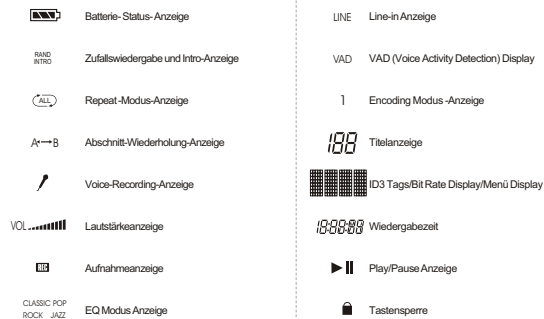 Batterie- Status- Anzeige
RAND
INTRO
Zufallswiedergabe und Intro-Anzeige
ALL
Repeat -Modus-Anzeige
A↔B
Abschnitt-Wiederholung-Anzeige
Voice-Recording-Anzeige
VOL
Lautstärkeanzeige
REC
Aufnahmeanzeige
CLASSIC POP
ROCK JAZZ
EQ Modus Anzeige
LINE
Line-in Anzeige
VAD
VAD (Voice Activity Detection) Display
1
Encoding Modus -Anzeige
188
Titelanzeige
ID3 Tags/Bit Rate Display/Menü Display
18:88:88
Wiedergabezeit
Play/Pause Anzeige
Tastensperre